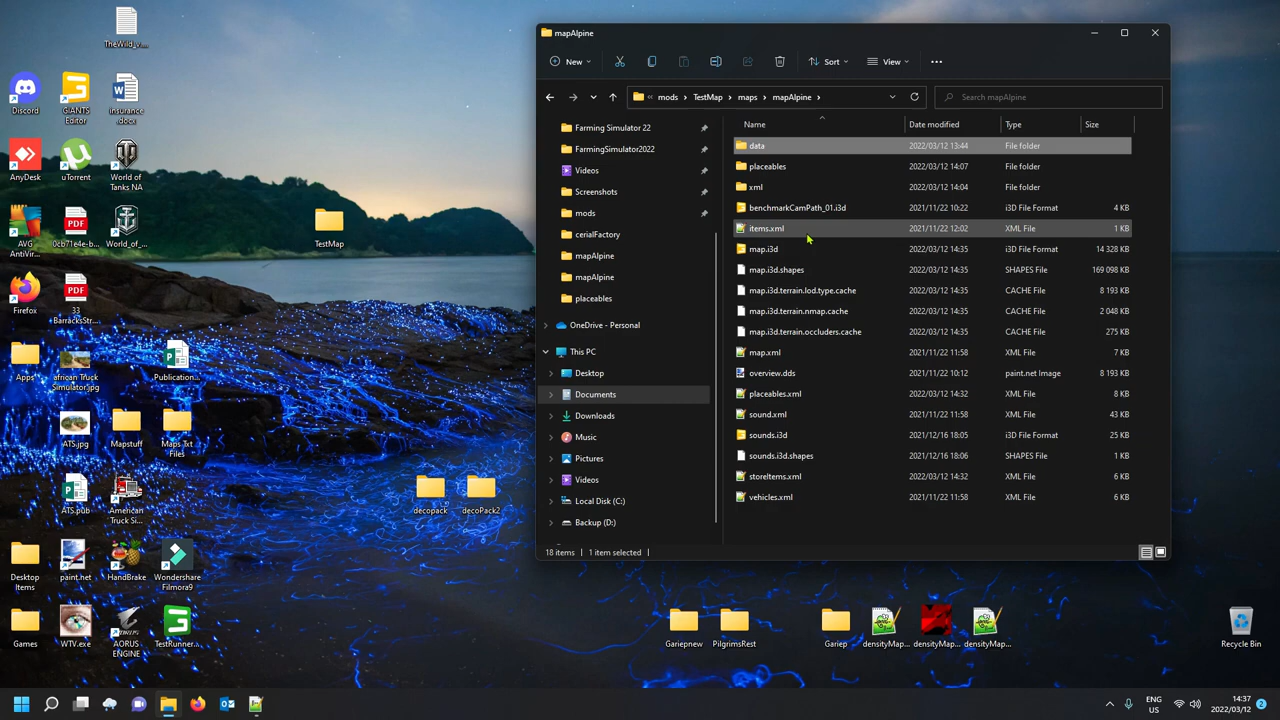 TheWild_v...
Discord
GIANTS
Editor
insurance
.docx
AnyDesk
uTorrent
World of
Tanks NA
AVG
AntiVir...
0cb71e4e-b...
World_of_...
Firefox
33
BarracksStr...
Apps
african Truck
Simulator.jpg
Publication...
ATS.jpg
Mapstuff
Maps Txt
Files
ATS.pub
American
Truck Si...
Desktop
Items
paint.net
HandBrake
Wondershare
Filmora9
Games
WTV.exe
AORUS
ENGINE
TestRunner...
TestMap
decopack
decoPack2
mapAlpine
New
Sort
View
mods
TestMap
maps
mapAlpine
Search mapAlpine
Farming Simulator 22
FarmingSimulator2022
Videos
Screenshots
mods
cerialFactory
mapAlpine
mapAlpine
placeables
OneDrive - Personal
This PC
Desktop
Documents
Downloads
Music
Pictures
Videos
Local Disk (C:)
Backup (D:)
Name Date modified Type Size
data 2022/03/12 13:44 File folder
placeables 2022/03/12 14:07 File folder
xml 2022/03/12 14:04 File folder
benchmarkCamPath_01.i3d 2021/11/22 10:22 i3D File Format 4 KB
items.xml 2021/11/22 12:02 XML File 1 KB
map.i3d 2022/03/12 14:35 i3D File Format 14 328 KB
map.i3d.shapes 2022/03/12 14:35 SHAPES File 169 098 KB
map.i3d.terrain.lod.type.cache 2022/03/12 14:35 CACHE File 8 193 KB
map.i3d.terrain.nmap.cache 2022/03/12 14:35 CACHE File 2 048 KB
map.i3d.terrain.occluders.cache 2022/03/12 14:35 CACHE File 275 KB
map.xml 2021/11/22 11:58 XML File 7 KB
overview.dds 2021/11/22 10:12 paint.net Image 8 193 KB
placeables.xml 2022/03/12 14:32 XML File 8 KB
sound.xml 2021/11/22 11:58 XML File 43 KB
sounds.i3d 2021/12/16 18:05 i3D File Format 25 KB
sounds.i3d.shapes 2021/12/16 18:06 SHAPES File 1 KB
storeItems.xml 2022/03/12 14:32 XML File 6 KB
vehicles.xml 2021/11/22 11:58 XML File 6 KB
18 items 1 item selected
Gariepnew
PilgrimsRest
Gariep
densityMap...
densityMap...
densityMap...
Recycle Bin
ENG
US
14:37
2022/03/12
2